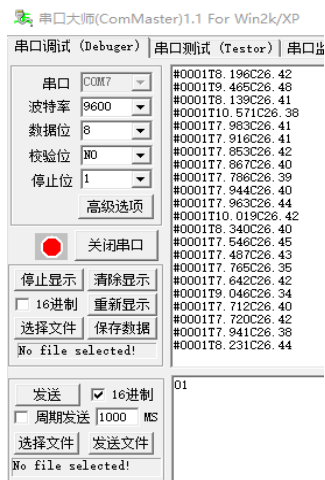 串口大师(ComMaster)1.1 For Win2k/XP
串口调试 (Debuger)
串口测试 (Testor)
串口监
串口 COM7
波特率 9600
数据位 8
校验位 NO
停止位 1
高级选项
关闭串口
停止显示 清除显示
16进制 重新显示
选择文件 保存数据
No file selected!
#0001T8.196C26.42
#0001T9.465C26.48
#0001T8.139C26.41
#0001T10.571C26.38
#0001T7.983C26.41
#0001T7.916C26.41
#0001T7.853C26.42
#0001T7.867C26.40
#0001T7.786C26.39
#0001T7.944C26.40
#0001T7.963C26.44
#0001T10.019C26.42
#0001T8.340C26.40
#0001T7.546C26.45
#0001T7.487C26.43
#0001T7.765C26.35
#0001T7.642C26.42
#0001T9.046C26.34
#0001T7.712C26.40
#0001T7.720C26.42
#0001T7.941C26.38
#0001T8.231C26.44
发送 16进制
周期发送 1000 MS
选择文件 发送文件
No file selected!
01